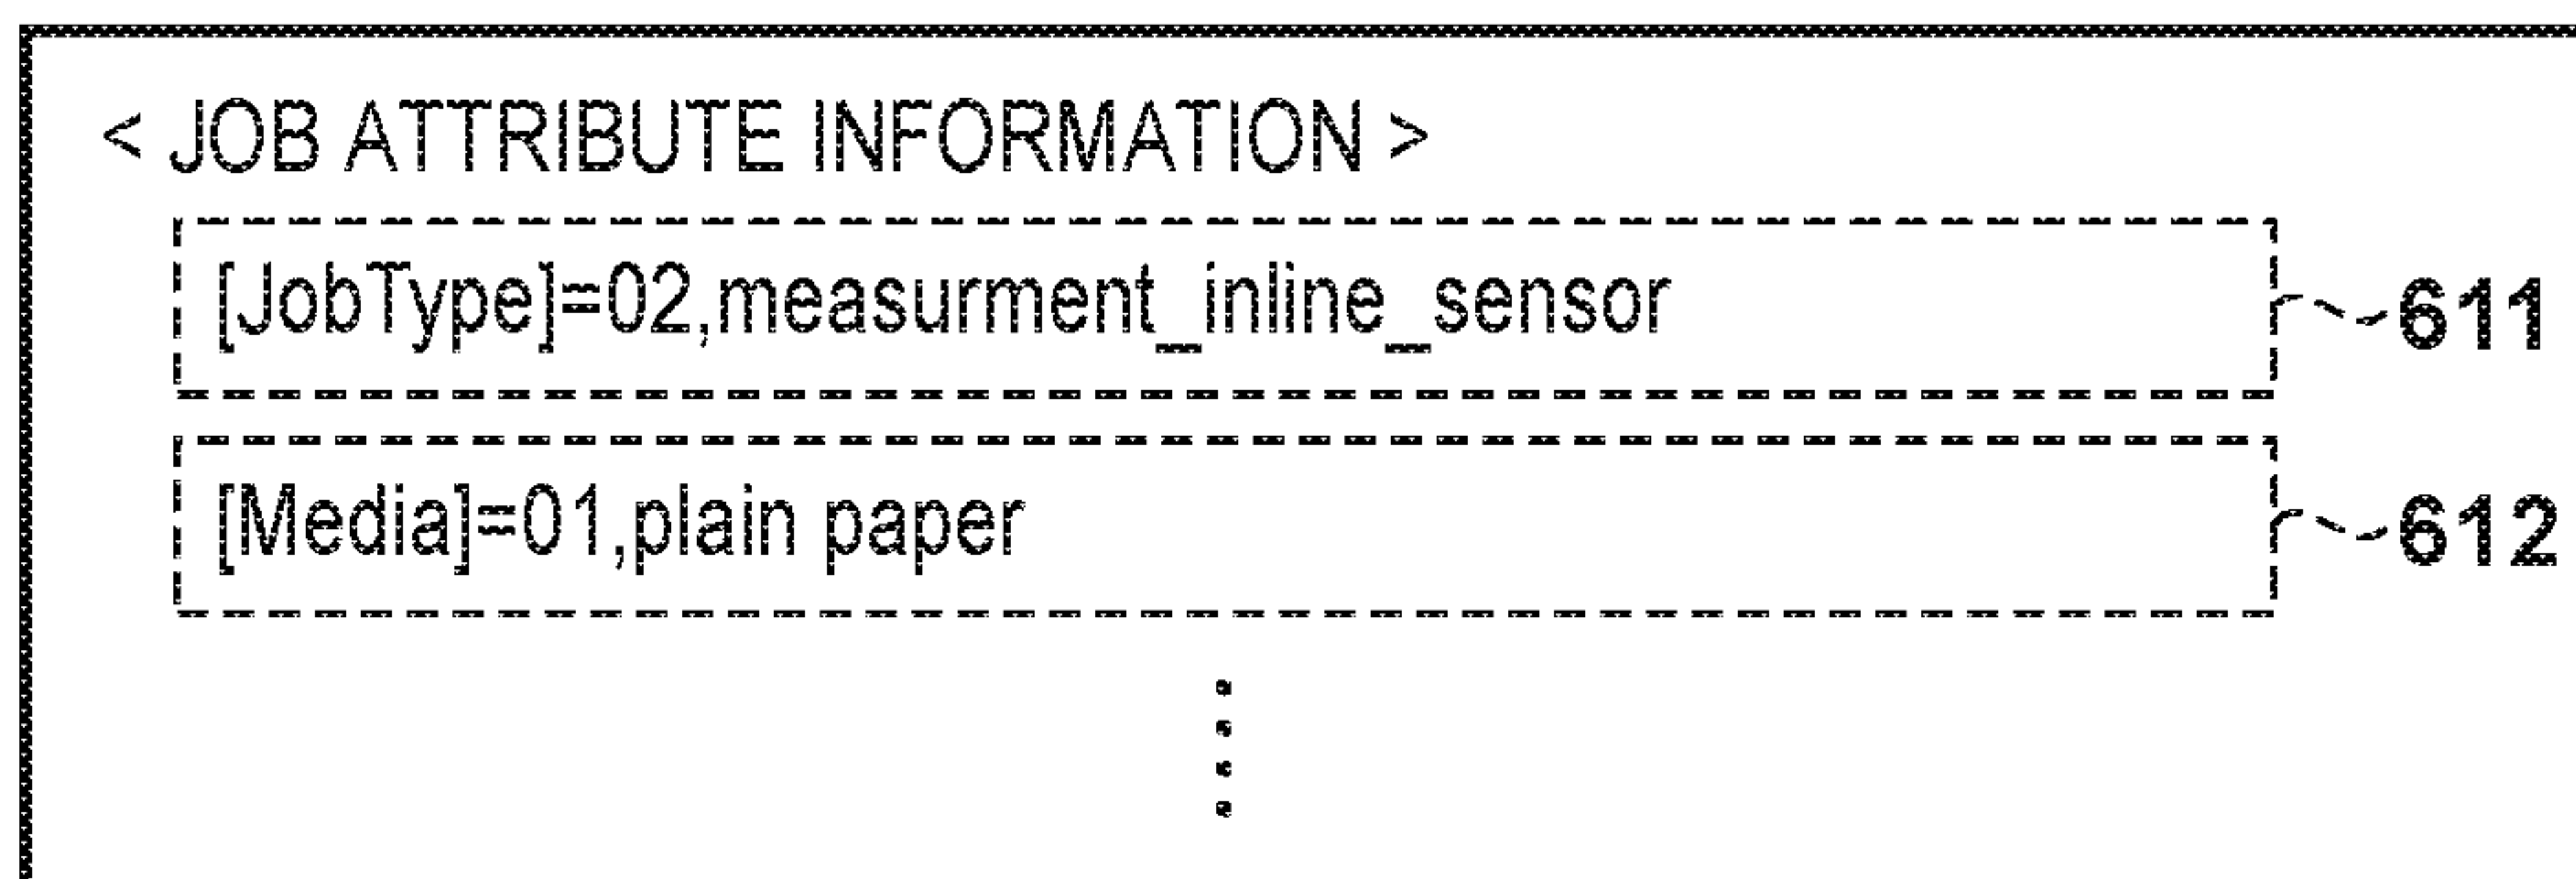 < JOB ATTRIBUTE INFORMATION >
[JobType]=02,measurment_inline_sensor
611
[Media]=01,plain paper
612